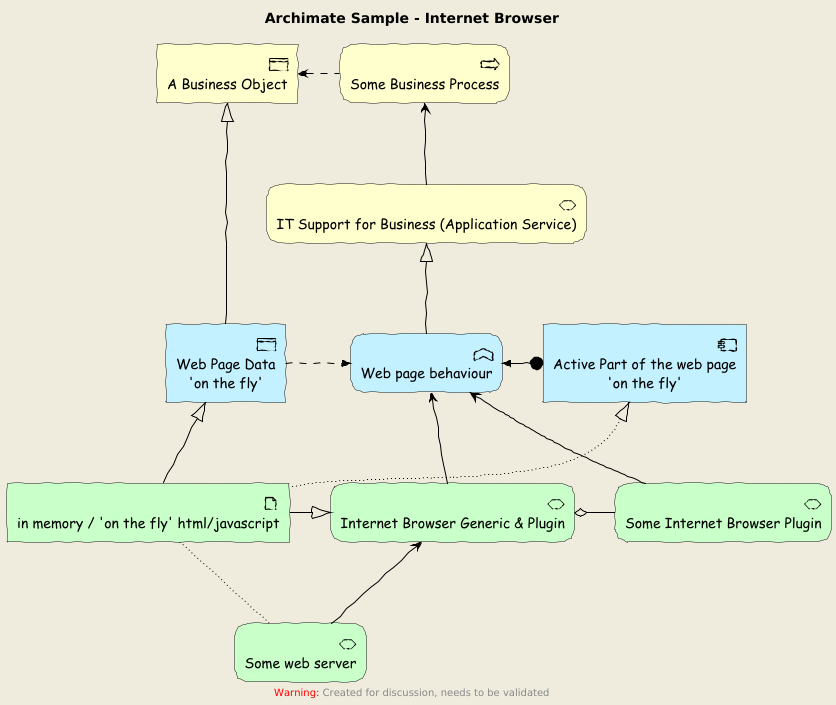 Archimate Sample - Internet Browser
A Business Object
Some Business Process
IT Support for Business (Application Service)
Web Page Data
'on the fly'
Web page behaviour
Active Part of the web page
'on the fly'
in memory / 'on the fly' html/javascript
Internet Browser Generic & Plugin
Some Internet Browser Plugin
Some web server
Warning: Created for discussion, needs to be validated